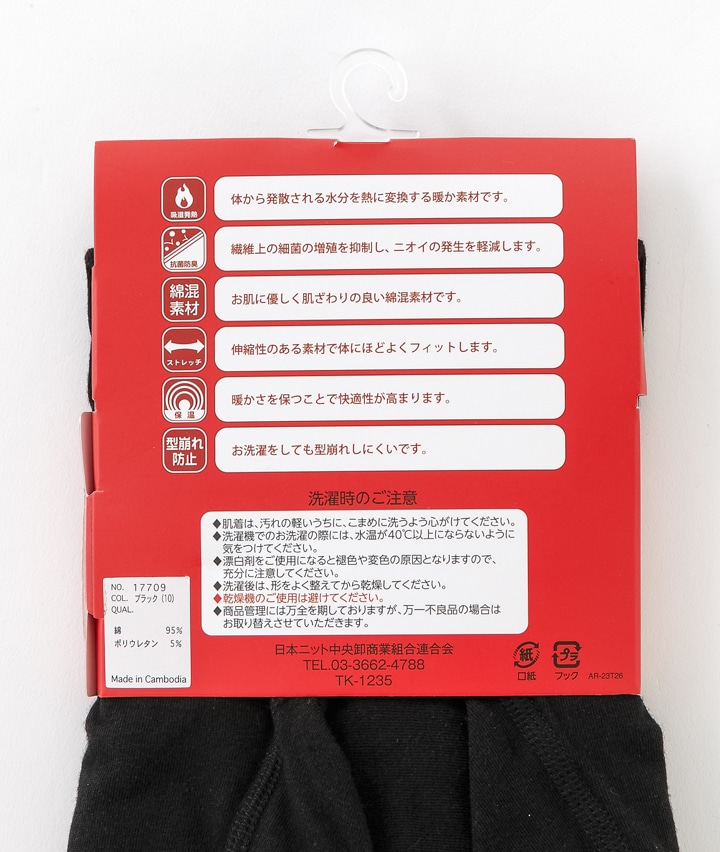 吸湿発熱
体から発散される水分を熱に変換する暖か素材です。
抗菌防臭
繊維上の細菌の増殖を抑制し、ニオイの発生を軽減します。
綿混
素材
お肌に優しく肌ざわりの良い綿混素材です。
ストレッチ
伸縮性のある素材で体にほどよくフィットします。
保温
暖かさを保つことで快適性が高まります。
型崩れ
防止
お洗濯をしても型崩れしにくいです。
洗濯時のご注意
◆肌着は、汚れの軽いうちに、こまめに洗うよう心がけてください。
◆洗濯機でのお洗濯の際には、水温が40℃以上にならないように
気をつけてください。
◆漂白剤をご使用になると褪色や変色の原因となりますので、
充分に注意してください。
◆洗濯後は、形をよく整えてから乾燥してください。
◆乾燥機のご使用は避けてください。
◆商品管理には万全を期しておりますが、万一不良品の場合は
お取り替えさせていただきます。
NO. 17709
COL. ブラック(10)
QUAL.
綿 95%
ポリウレタン 5%
Made in Cambodia
日本ニット中央卸商業組合連合会
TEL.03-3662-4788
TK-1235
紙
口紙
プラ
フック
AR-23T26